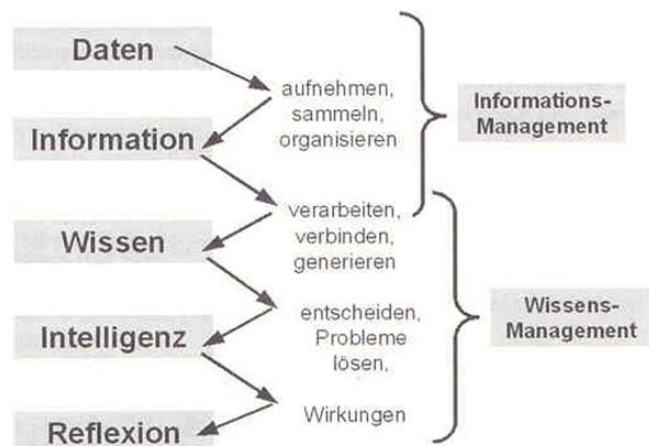 Daten
aufnehmen,
sammeln,
organisieren
Informations-
Management
Information
verarbeiten,
verbinden,
generieren
Wissen
entscheiden,
Probleme
lösen,
Wissens-
Management
Intelligenz
Wirkungen
Reflexion